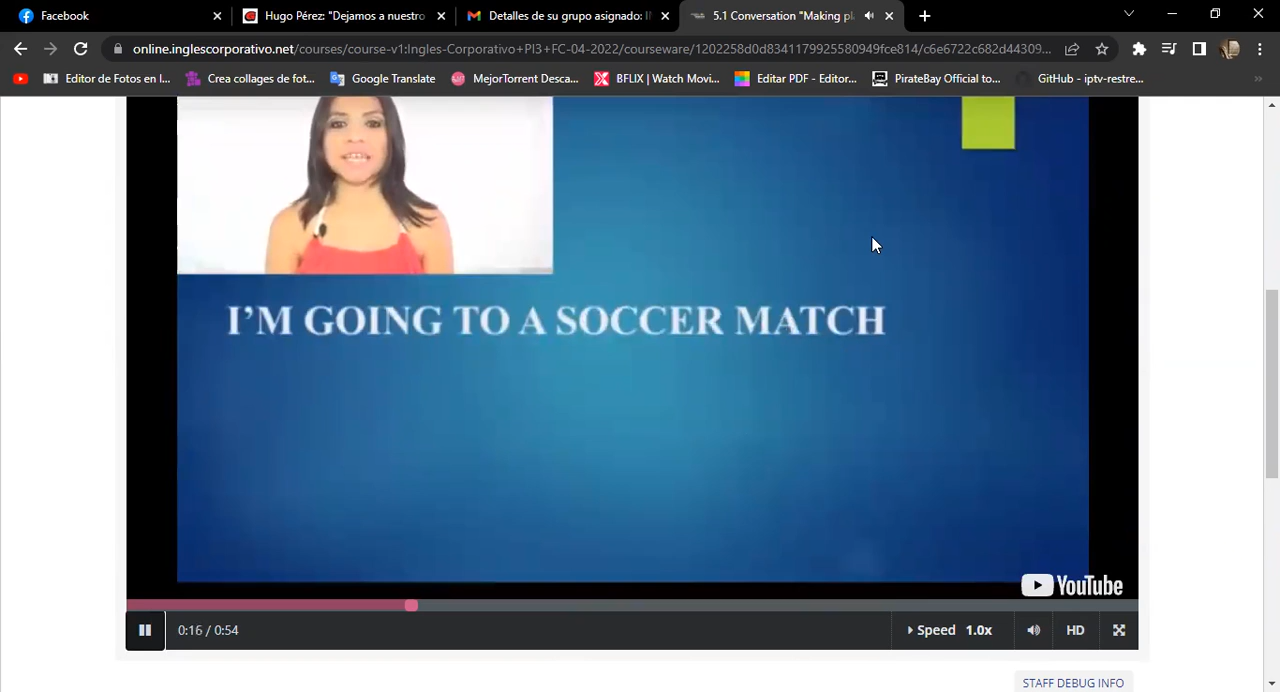 Facebook
Hugo Pérez: "Dejamos a nuestro
Detalles de su grupo asignado: II
5.1 Conversation "Making pl
online.inglescorporativo.net/courses/course-v1:Ingles-Corporativo+PI3+FC-04-2022/courseware/1202258d0d8341179925580949fce814/c6e6722c682d44309...
Editor de Fotos en l...
Crea collages de fot...
Google Translate
MejorTorrent Desca...
BFLIX | Watch Movi...
Editar PDF - Editor...
PirateBay Official to...
GitHub - iptv-restre...
»
I'M GOING TO A SOCCER MATCH
YouTube
0:16 / 0:54
Speed 1.0x
HD
STAFF DEBUG INFO